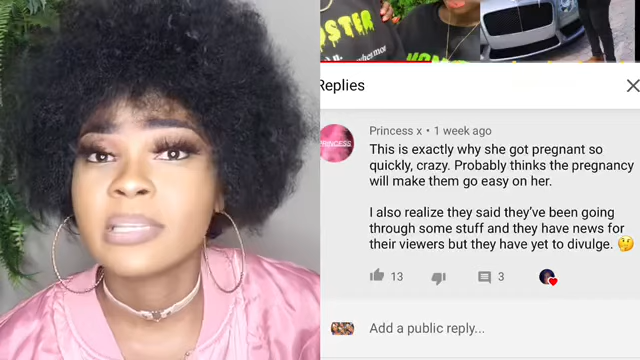 Replies
Princess x • 1 week ago
PRINCESS
This is exactly why she got pregnant so
quickly, crazy. Probably thinks the pregnancy
will make them go easy on her.
I also realize they said they've been going
through some stuff and they have news for
their viewers but they have yet to divulge. 🤔
13
3
Add a public reply...